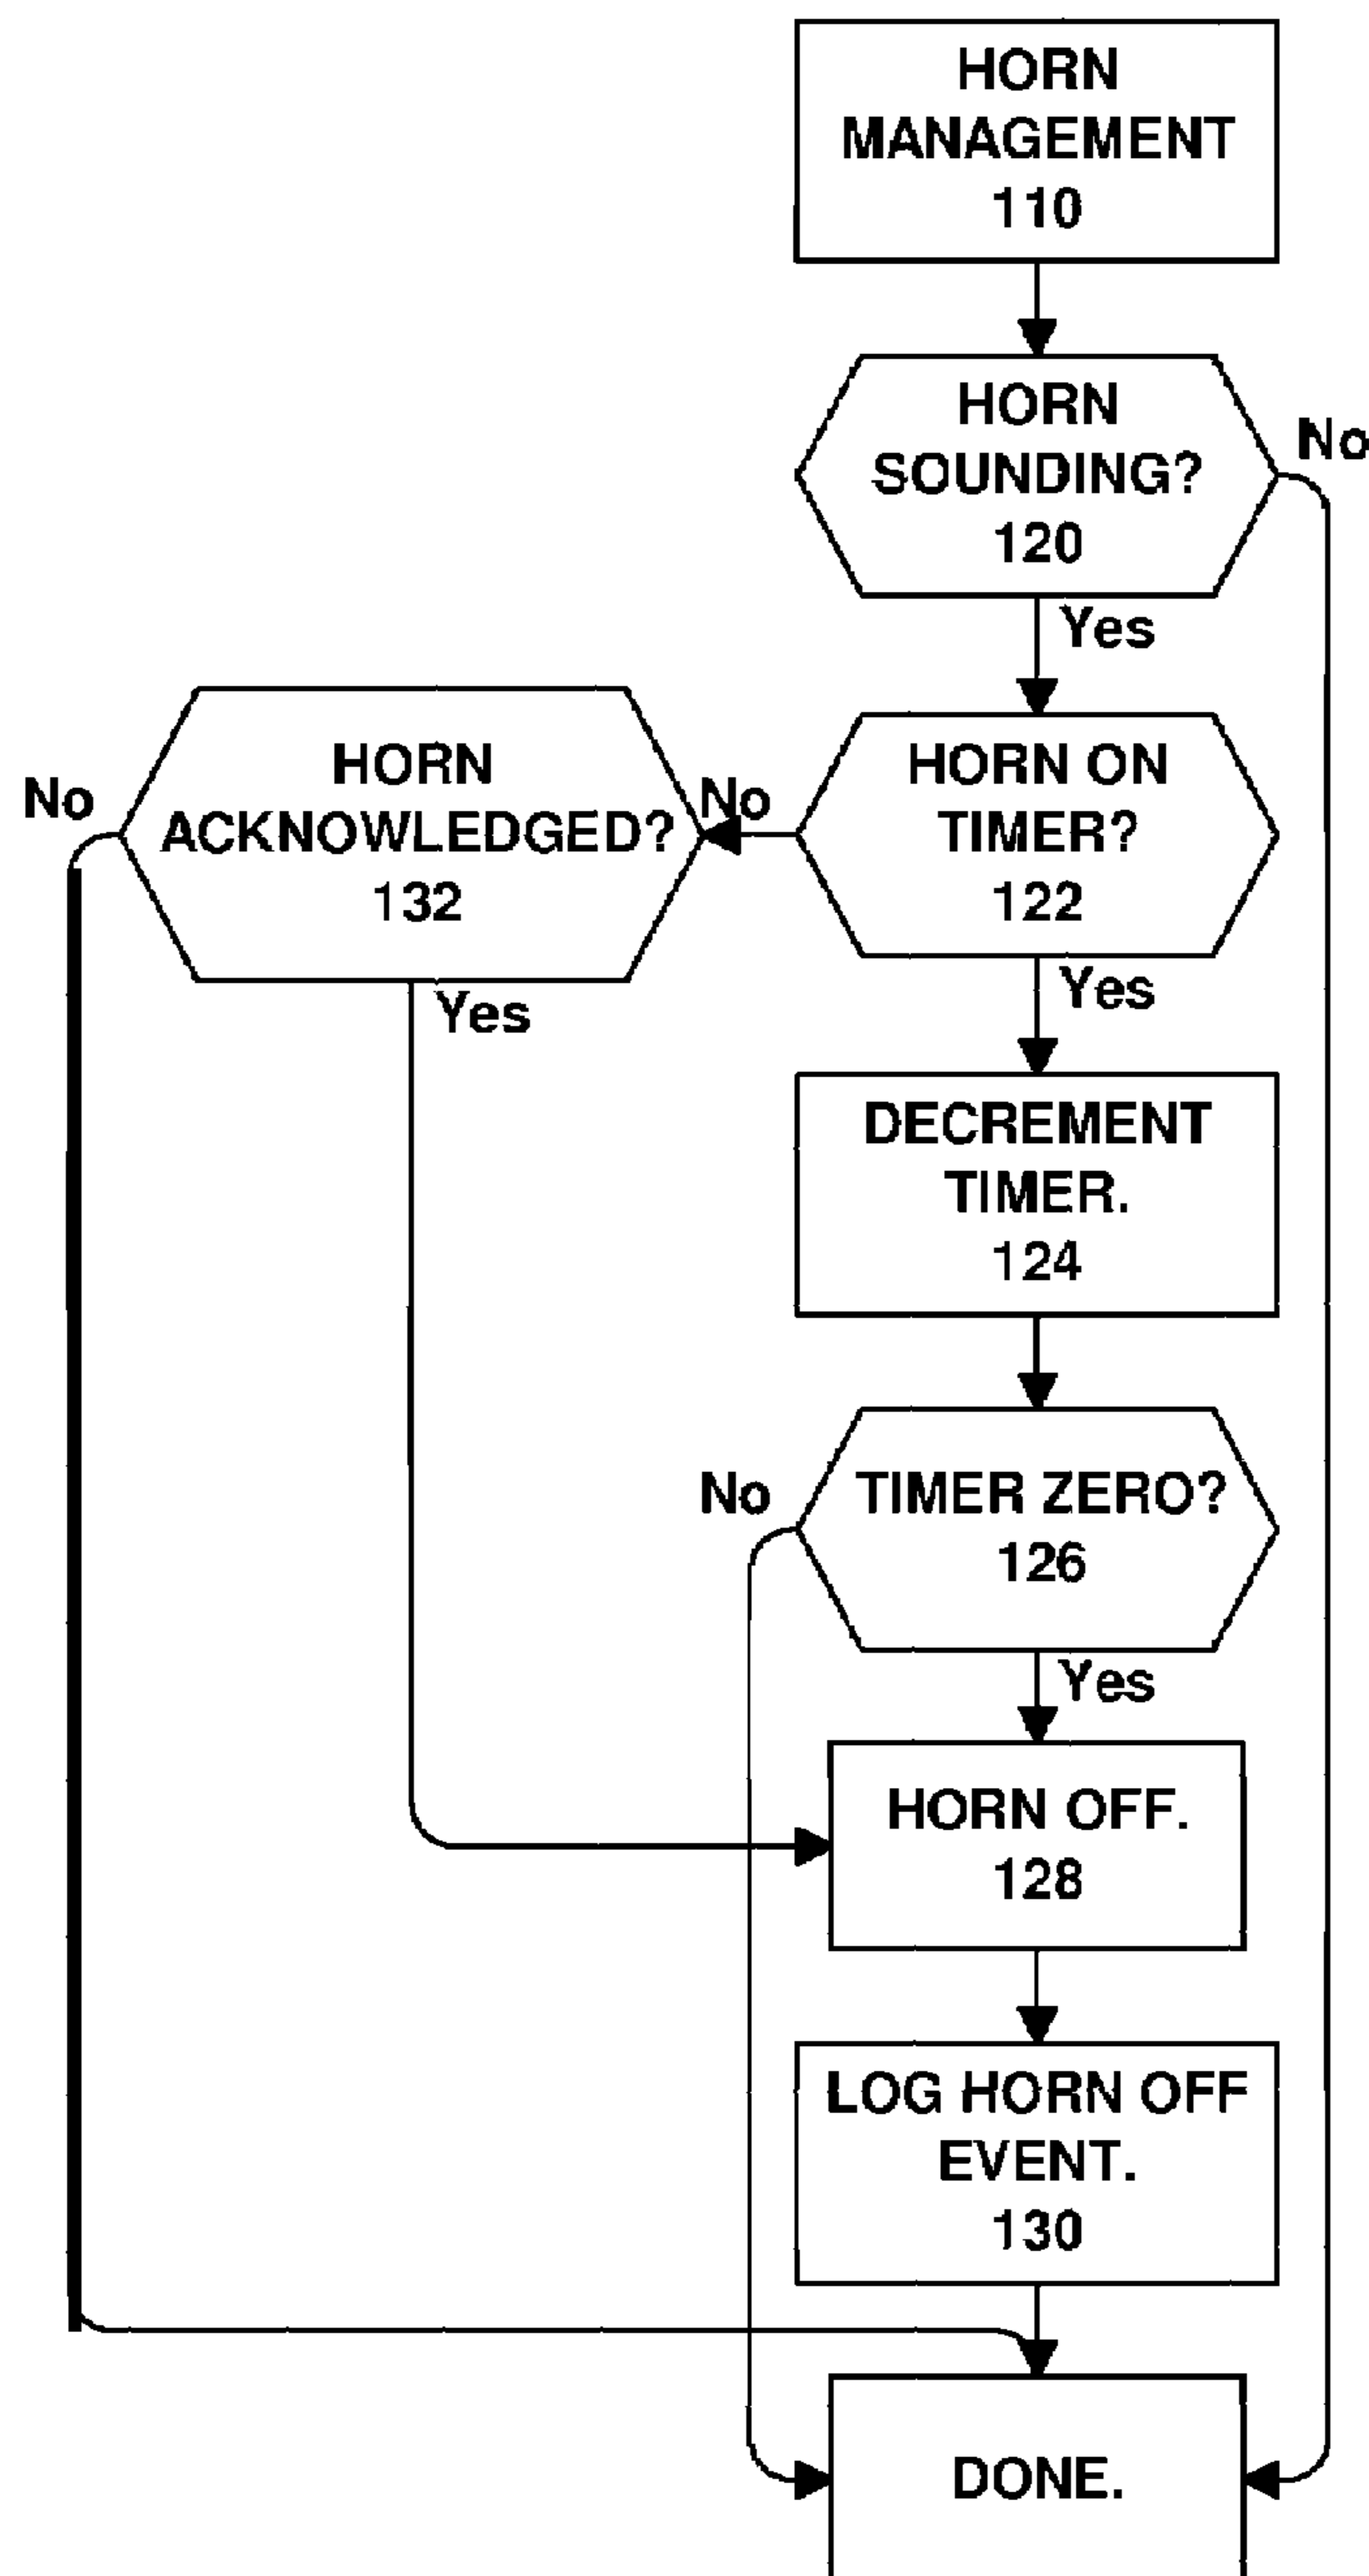 HORN
MANAGEMENT
110
HORN
SOUNDING?
120
No
Yes
HORN
ACKNOWLEDGED?
132
No
Yes
No
HORN ON
TIMER?
122
Yes
DECREMENT
TIMER.
124
No
TIMER ZERO?
126
Yes
HORN OFF.
128
LOG HORN OFF
EVENT.
130
DONE.